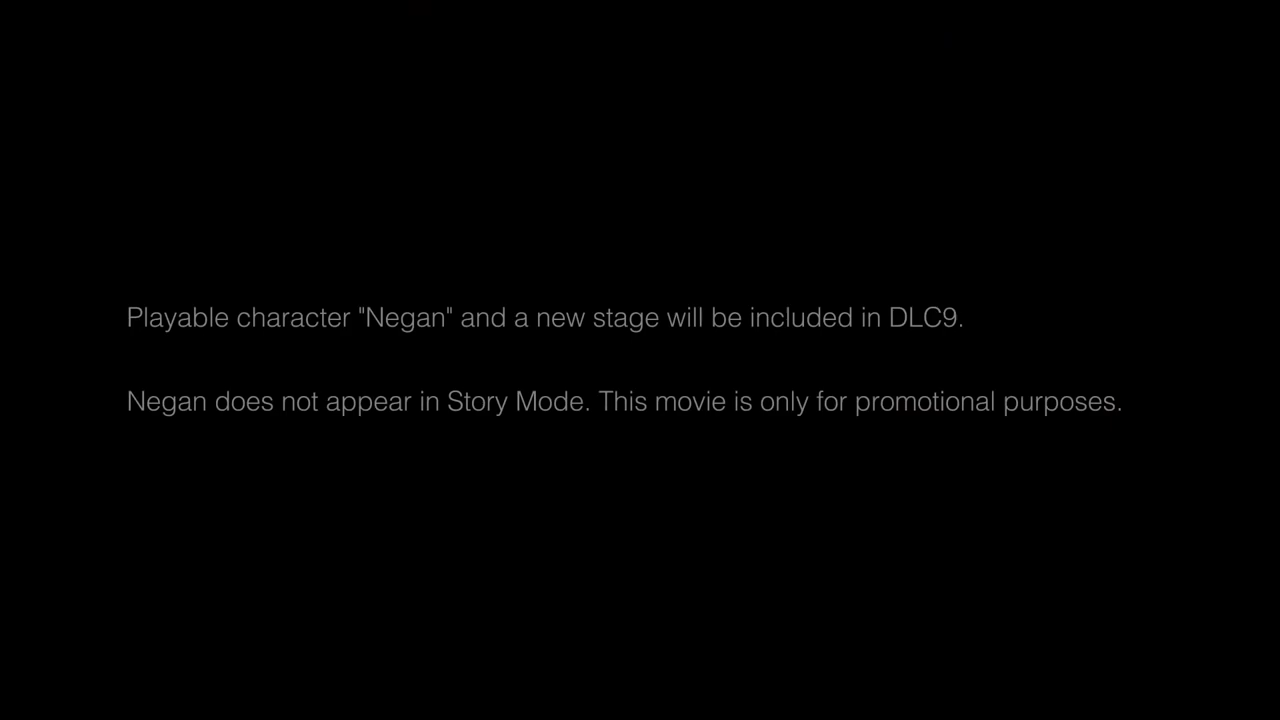 Playable character "Negan" and a new stage will be included in DLC9.
Negan does not appear in Story Mode. This movie is only for promotional purposes.